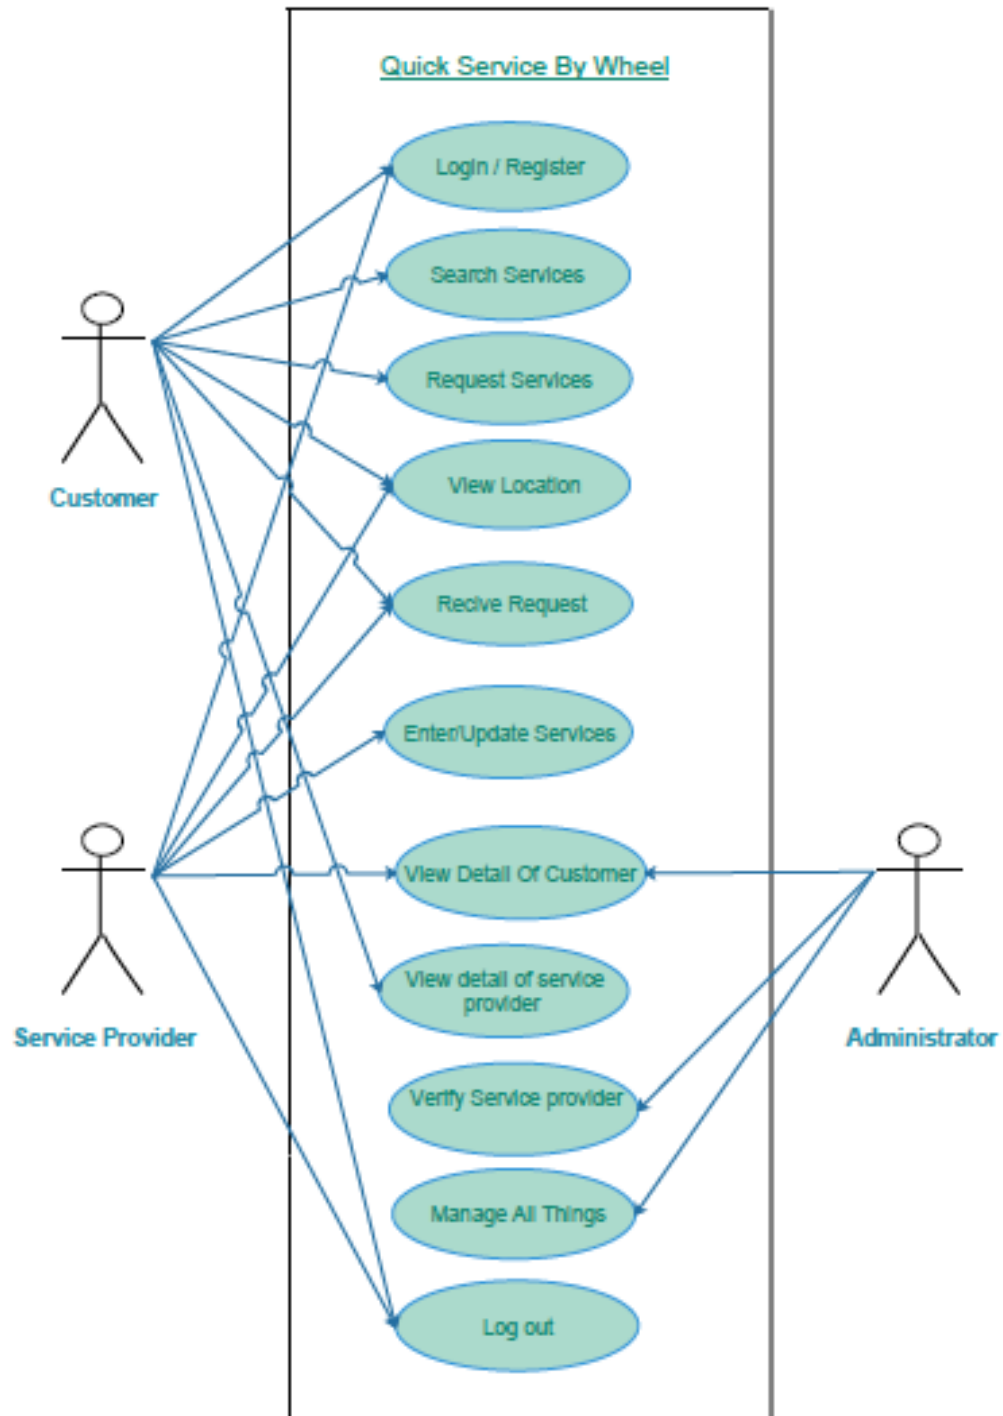 Quick Service By Wheel
Login / Register
Search Services
Request Services
View Location
Customer
Recive Request
Enter/Update Services
View Detail Of Customer
View detail of service
provider
Service Provider
Administrator
Verify Service provider
Manage All Things
Log out